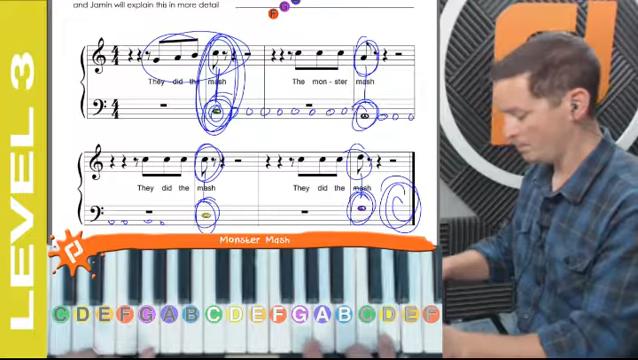 and Jamin will explain this in more detail
G
F
They did the mash The mon - ster mash
They did the mash They did the mash
C
LEVEL 3
Monster Mash
C D E F G A B C D E F G A B C D E F